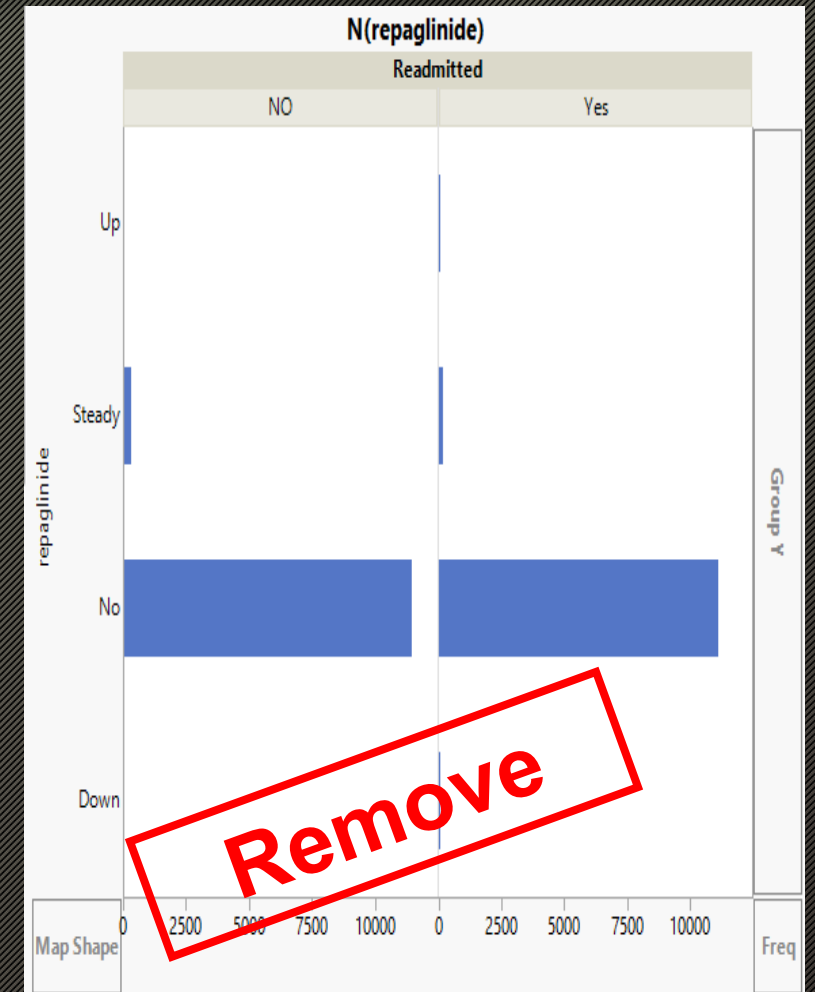 N(repaglinide)
Readmitted
NO Yes
Up
Steady
No
Down
repaglinide
Group Y
Remove
0 2500 5000 7500 10000 0 2500 5000 7500 10000
Map Shape
Freq